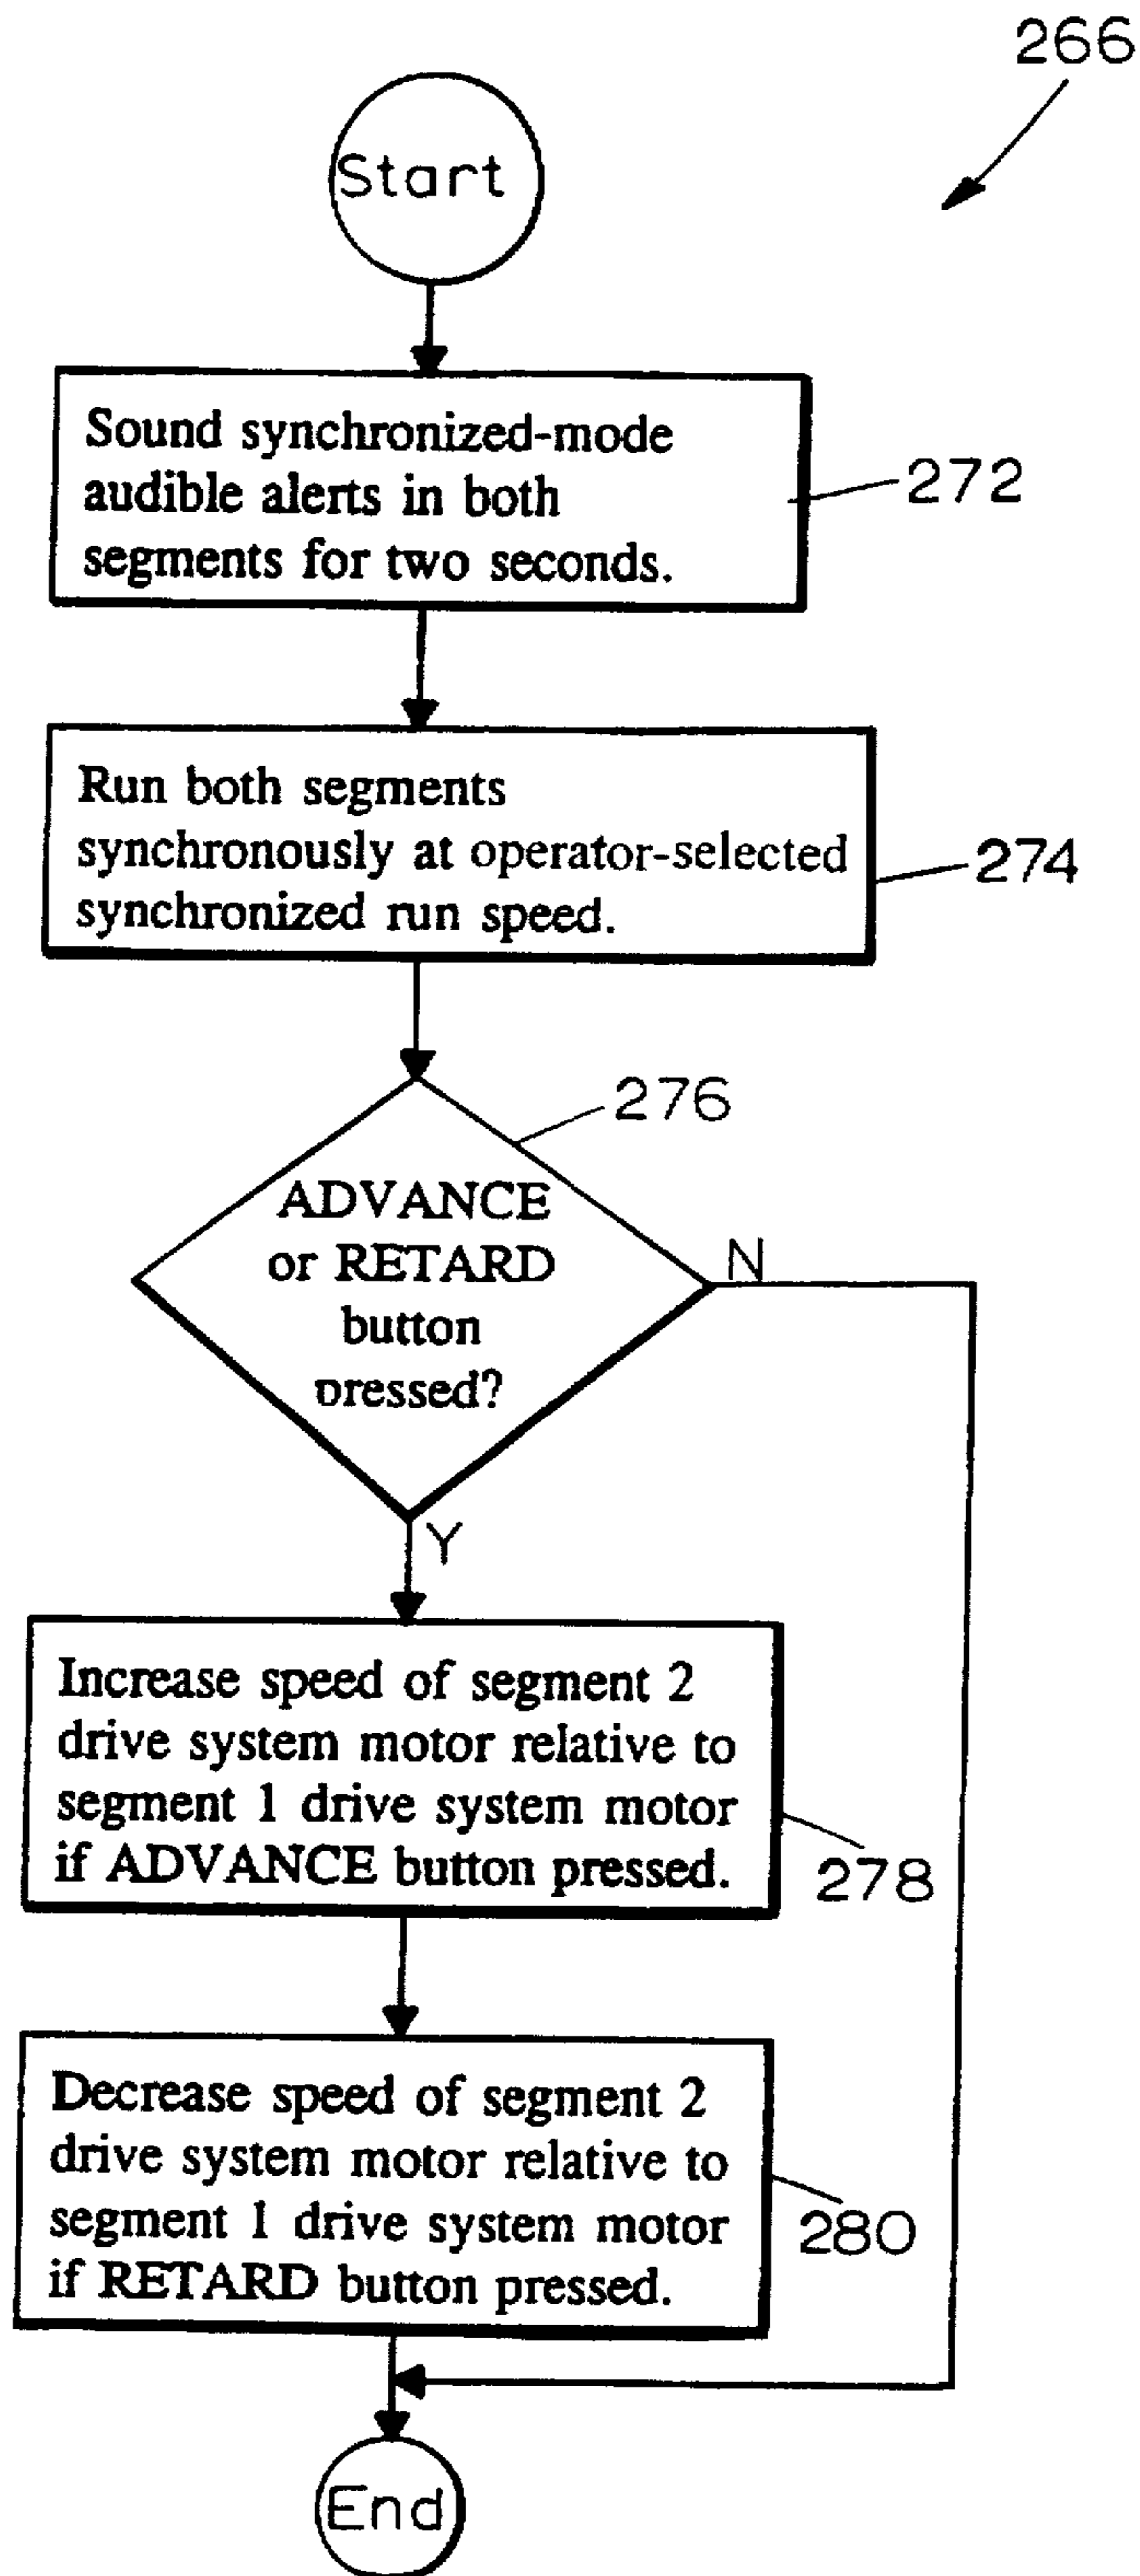 266
Start
Sound synchronized-mode
audible alerts in both
segments for two seconds.
272
Run both segments
synchronously at operator-selected
synchronized run speed.
274
276
ADVANCE
or RETARD
button
pressed?
N
Y
Increase speed of segment 2
drive system motor relative to
segment 1 drive system motor
if ADVANCE button pressed.
278
Decrease speed of segment 2
drive system motor relative to
segment 1 drive system motor
if RETARD button pressed.
280
End